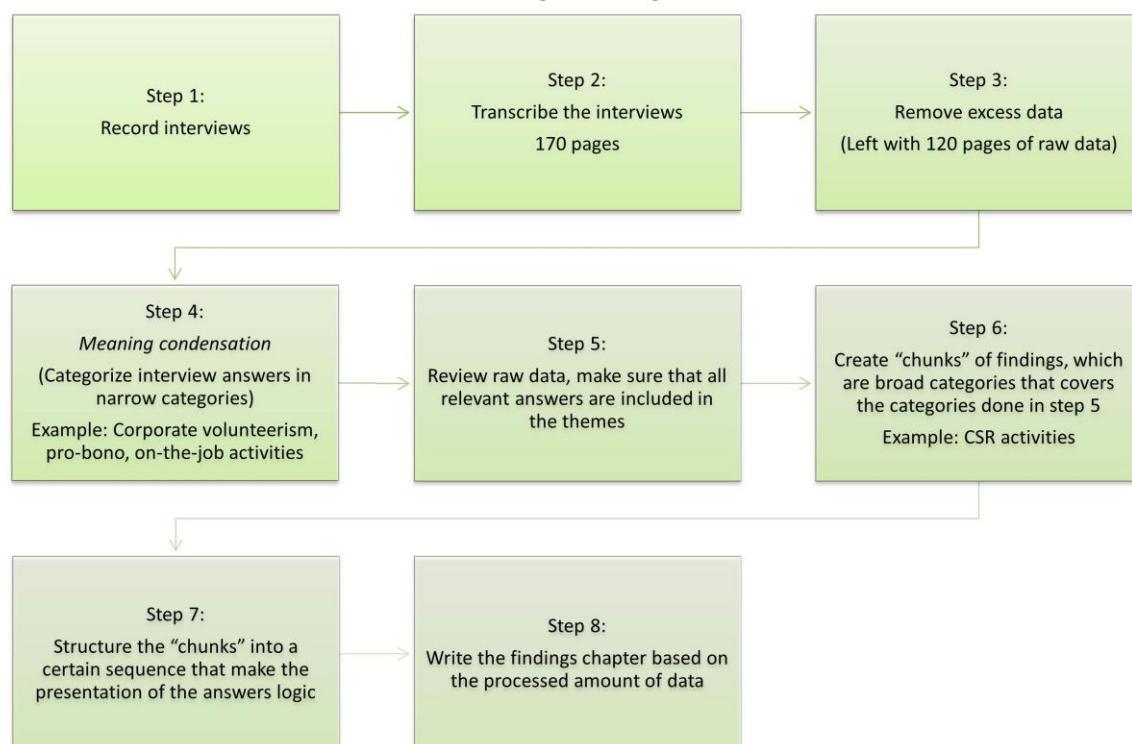 Step 1:
Record interviews
Step 2:
Transcribe the interviews
170 pages
Step 3:
Remove excess data
(Left with 120 pages of raw data)
Step 4:
Meaning condensation
(Categorize interview answers in
narrow categories)
Example: Corporate volunteerism,
pro-bono, on-the-job activities
Step 5:
Review raw data, make sure that all
relevant answers are included in
the themes
Step 6:
Create “chunks” of findings, which
are broad categories that covers
the categories done in step 5
Example: CSR activities
Step 7:
Structure the “chunks” into a
certain sequence that make the
presentation of the answers logic
Step 8:
Write the findings chapter based on
the processed amount of data